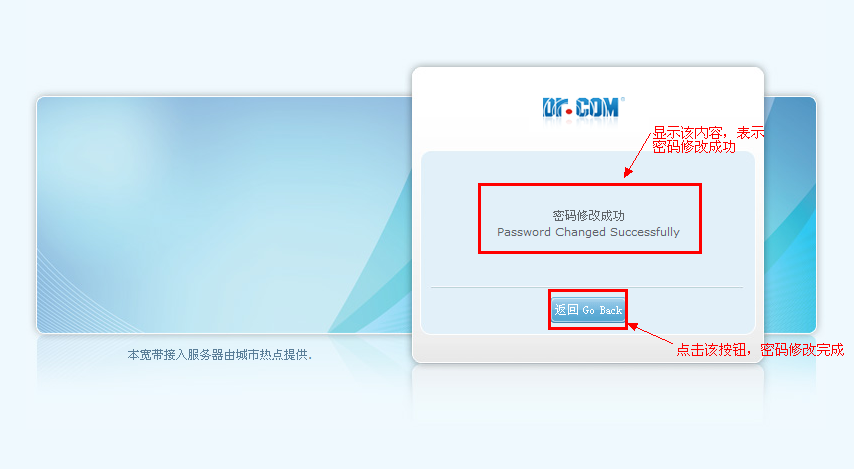 Dr.COM®
显示该内容，表示
密码修改成功
密码修改成功
Password Changed Successfully
返回 Go Back
点击该按钮，密码修改完成
本宽带接入服务器由城市热点提供.